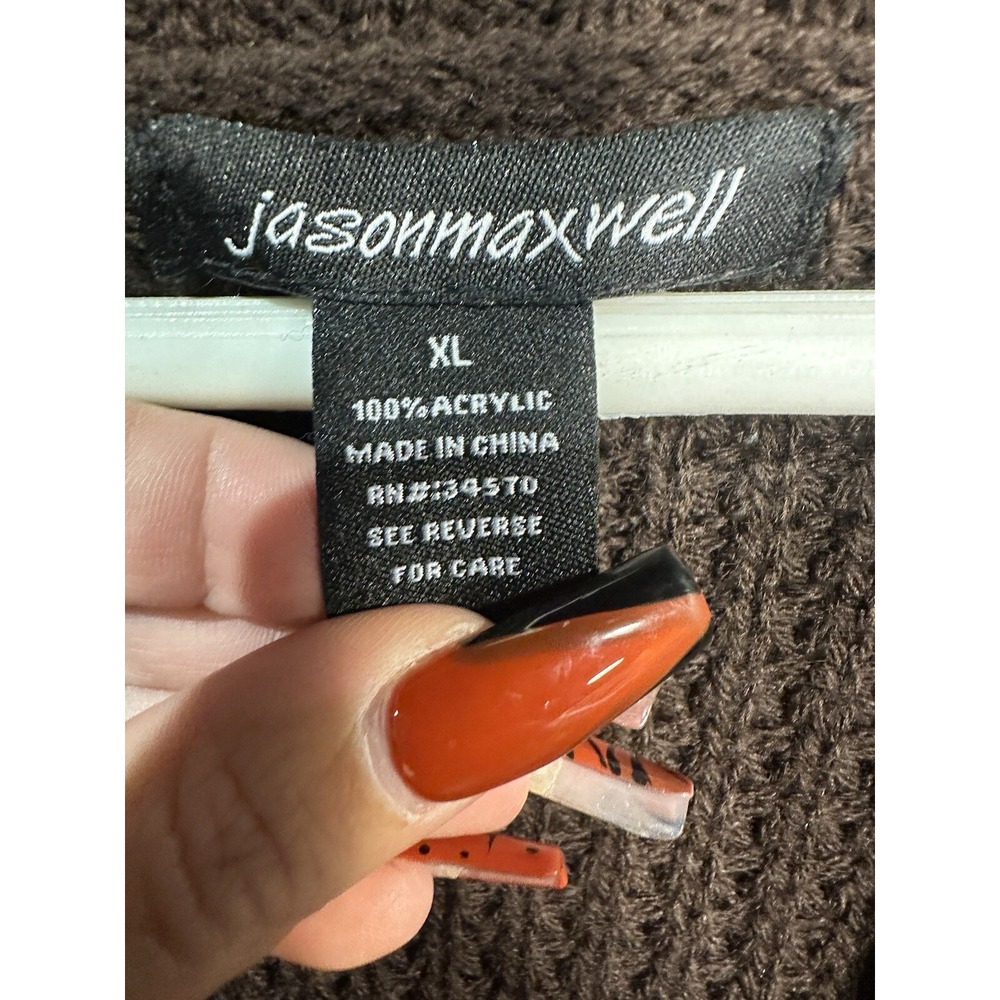 jasonmaxwell
XL
100% ACRYLIC
MADE IN CHINA
RN#:34570
SEE REVERSE
FOR CARE